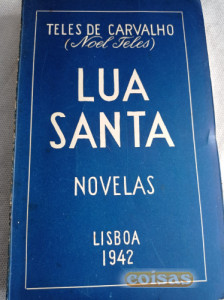 TELES DE CARVALHO
(Noel Teles)
LUA
SANTA
NOVELAS
LISBOA
1942
coisas